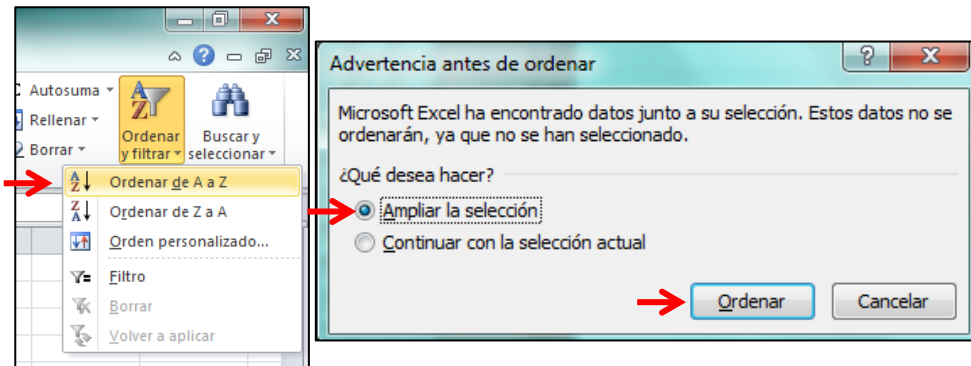 Autosuma
Rellenar
Borrar
Ordenar
y filtrar
Buscar y
seleccionar
Ordenar de A a Z
Ordenar de Z a A
Orden personalizado...
Filtro
Borrar
Volver a aplicar
Advertencia antes de ordenar
Microsoft Excel ha encontrado datos junto a su selección. Estos datos no se
ordenarán, ya que no se han seleccionado.
¿Qué desea hacer?
Ampliar la selección
Continuar con la selección actual
Ordenar
Cancelar